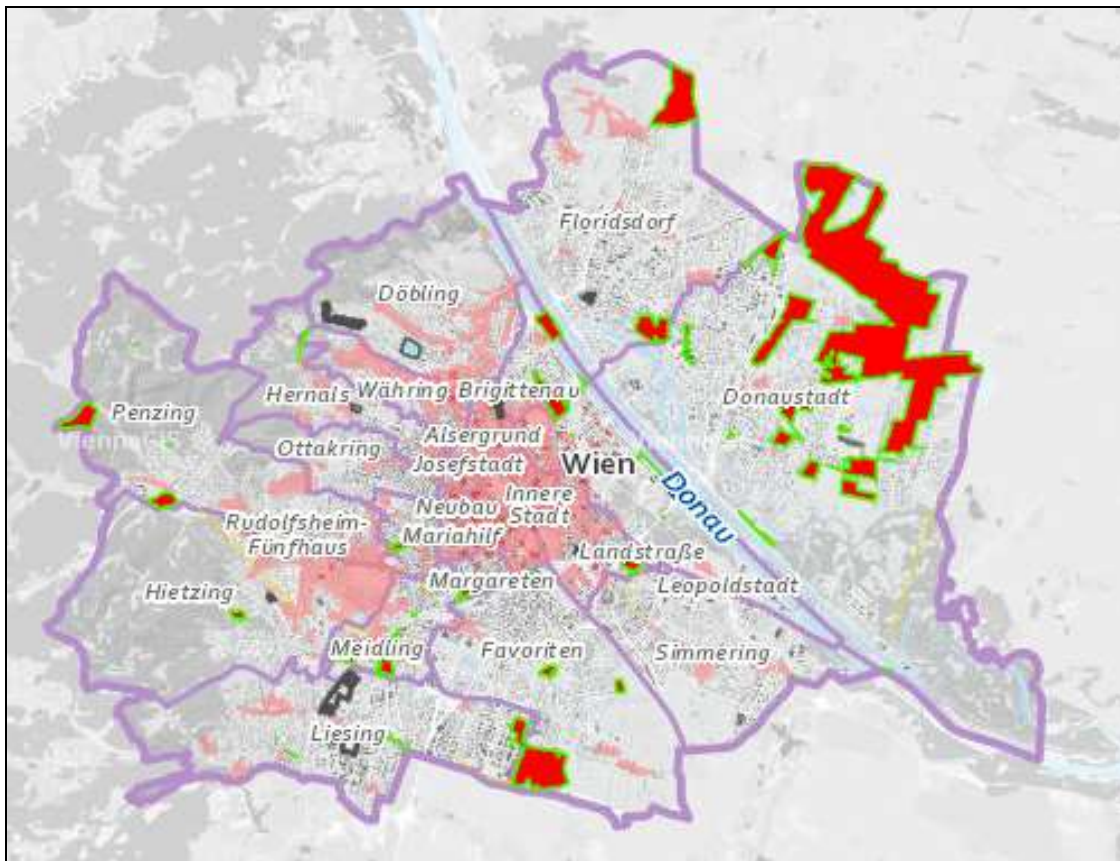 Floridsdorf
Döbling
Hernals
Währing
Brigittenau
Donaustadt
Penzing
Alsergrund
Ottakring
Josefstadt
Wien
Neubau
Innere
Stadt
Mariahilf
Donau
Rudolfsheim-
Fünfhaus
Landstraße
Margareten
Leopoldstadt
Hietzing
Meidling
Favoriten
Simmering
Liesing